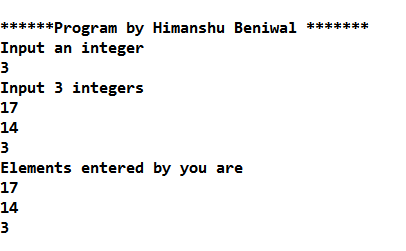 ******Program by Himanshu Beniwal *******
Input an integer
3
Input 3 integers
17
14
3
Elements entered by you are
17
14
3